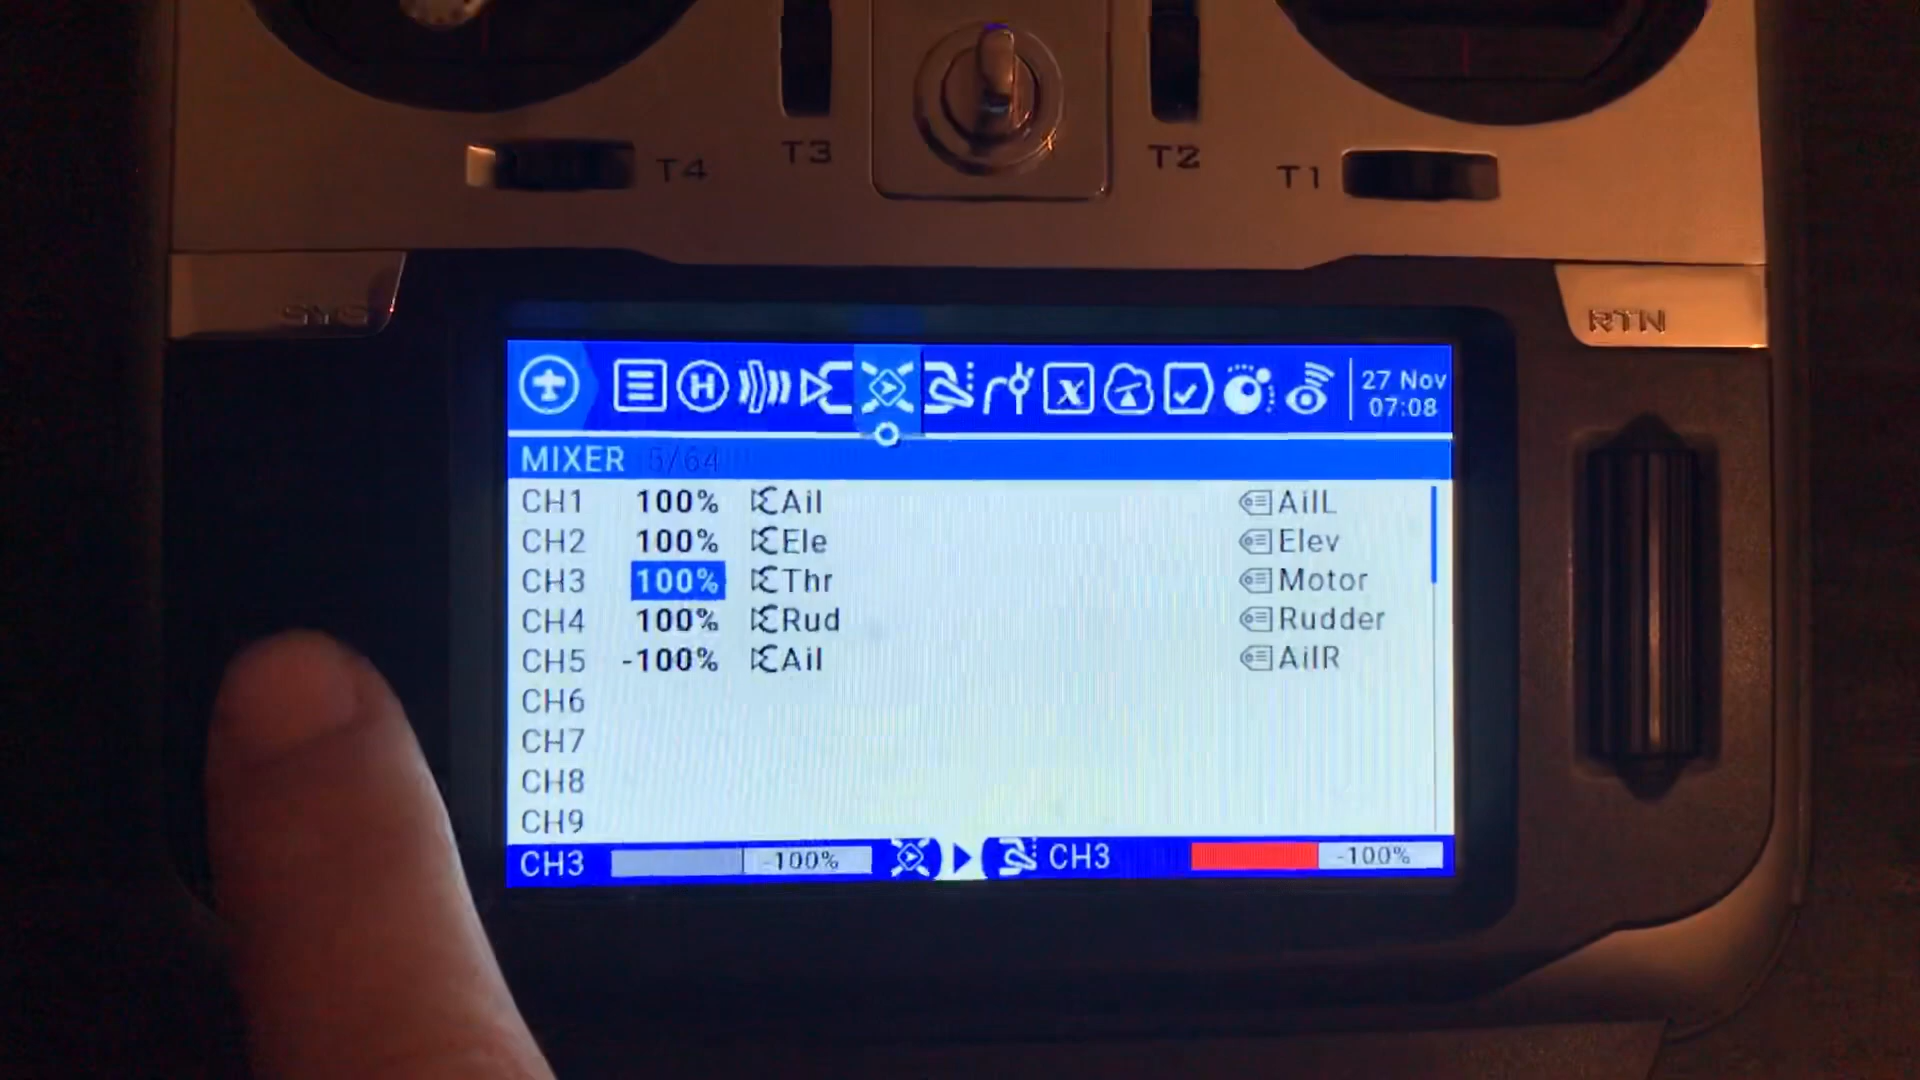 T4 T3 T2 T1
SYS
RTN
27 Nov
07:08
MIXER 5/64
CH1 100% Ail AilL
CH2 100% Ele Elev
CH3 100% Thr Motor
CH4 100% Rud Rudder
CH5 -100% Ail AilR
CH6
CH7
CH8
CH9
CH3 -100% CH3 -100%